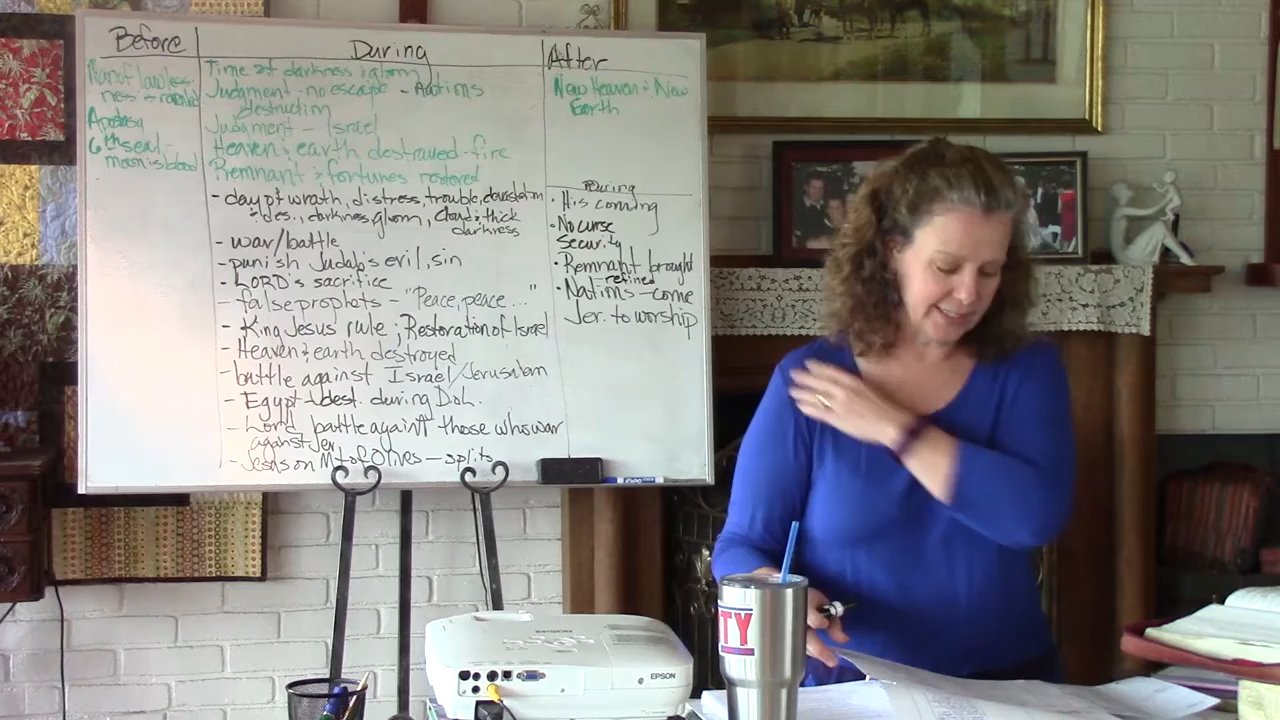 Before
During
After
ness is revealed
Apostasy
6th seal
moon is blood
Time of darkness & gloom
Judgment - no escape - Nations
destruction
Judgment - Israel
Heaven & earth destroyed - fire
Remnant & fortunes restored
- day of wrath, distress, trouble, devastation
& des., darkness, gloom, cloud & thick
darkness
- war/battle
- punish Judah's evil, sin
- LORD's sacrifice
- false prophets - "Peace, peace..."
- King Jesus rule; Restoration of Israel
- Heaven & earth destroyed
- battle against Israel/Jerusalem
- Egypt dest. during DoL.
- Lord battle against those who war
against Jer
- Jesus on Mt of Olives - splits
New Heaven & New
Earth
During
• His coming
• No curse
Security
• Remnant brought
refined
• Nations - come
Jer. to worship
TY
EPSON